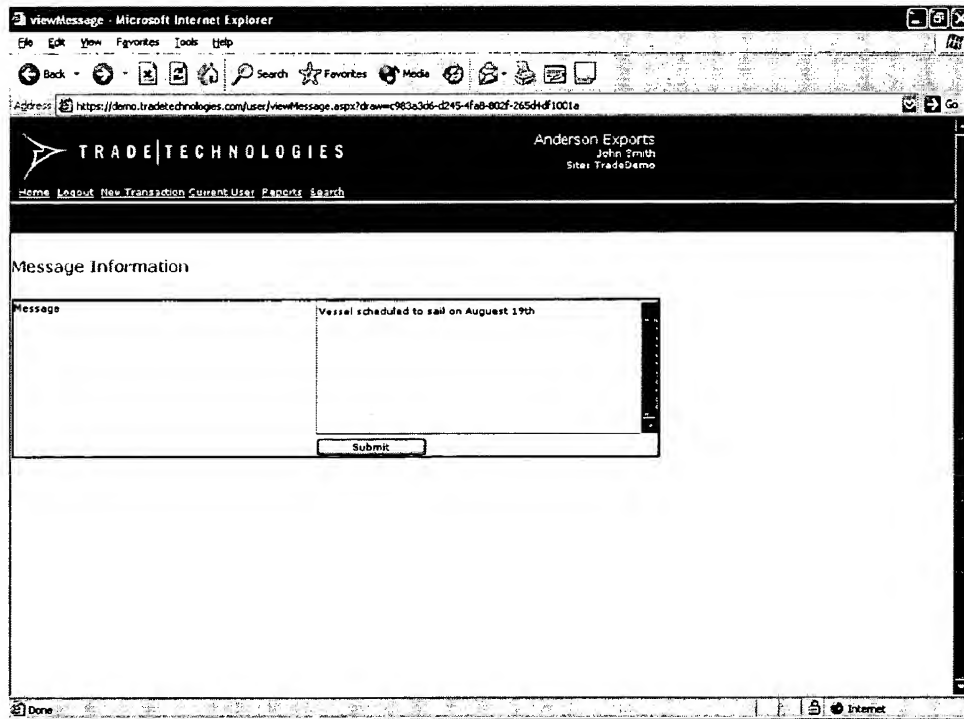 viewMessage - Microsoft Internet Explorer
File Edit View Favorites Tools Help
Back Search Favorites Media
Address https://demo.tradetechnologies.com/user/viewMessage.aspx?draw=c983a3d6-d245-4fa8-802f-265d4df1001a Go
TRADE|TECHNOLOGIES
Anderson Exports
John Smith
Site: TradeDemo
Home Logout New Transaction Current User Reports Search
Message Information
Message
Vessel scheduled to sail on Auguest 19th
Submit
Done Internet